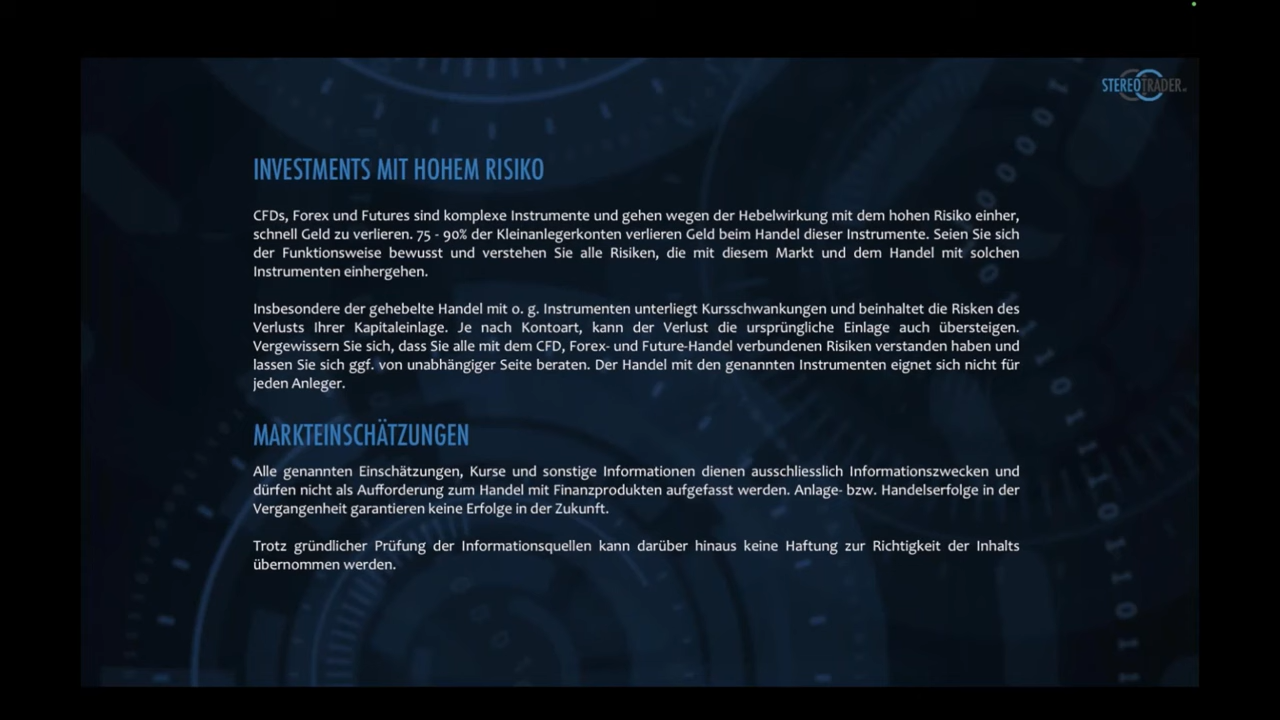 STEREOTRADER
INVESTMENTS MIT HOHEM RISIKO
CFDs, Forex und Futures sind komplexe Instrumente und gehen wegen der Hebelwirkung mit dem hohen Risiko einher,
schnell Geld zu verlieren. 75 - 90% der Kleinanlegerkonten verlieren Geld beim Handel dieser Instrumente. Seien Sie sich
der Funktionsweise bewusst und verstehen Sie alle Risiken, die mit diesem Markt und dem Handel mit solchen
Instrumenten einhergehen.
Insbesondere der gehebelte Handel mit o. g. Instrumenten unterliegt Kursschwankungen und beinhaltet die Risken des
Verlusts Ihrer Kapitaleinlage. Je nach Kontoart, kann der Verlust die ursprüngliche Einlage auch übersteigen.
Vergewissern Sie sich, dass Sie alle mit dem CFD, Forex- und Future-Handel verbundenen Risiken verstanden haben und
lassen Sie sich ggf. von unabhängiger Seite beraten. Der Handel mit den genannten Instrumenten eignet sich nicht für
jeden Anleger.
MARKTEINSCHÄTZUNGEN
Alle genannten Einschätzungen, Kurse und sonstige Informationen dienen ausschliesslich Informationszwecken und
dürfen nicht als Aufforderung zum Handel mit Finanzprodukten aufgefasst werden. Anlage- bzw. Handelserfolge in der
Vergangenheit garantieren keine Erfolge in der Zukunft.
Trotz gründlicher Prüfung der Informationsquellen kann darüber hinaus keine Haftung zur Richtigkeit der Inhalts
übernommen werden.